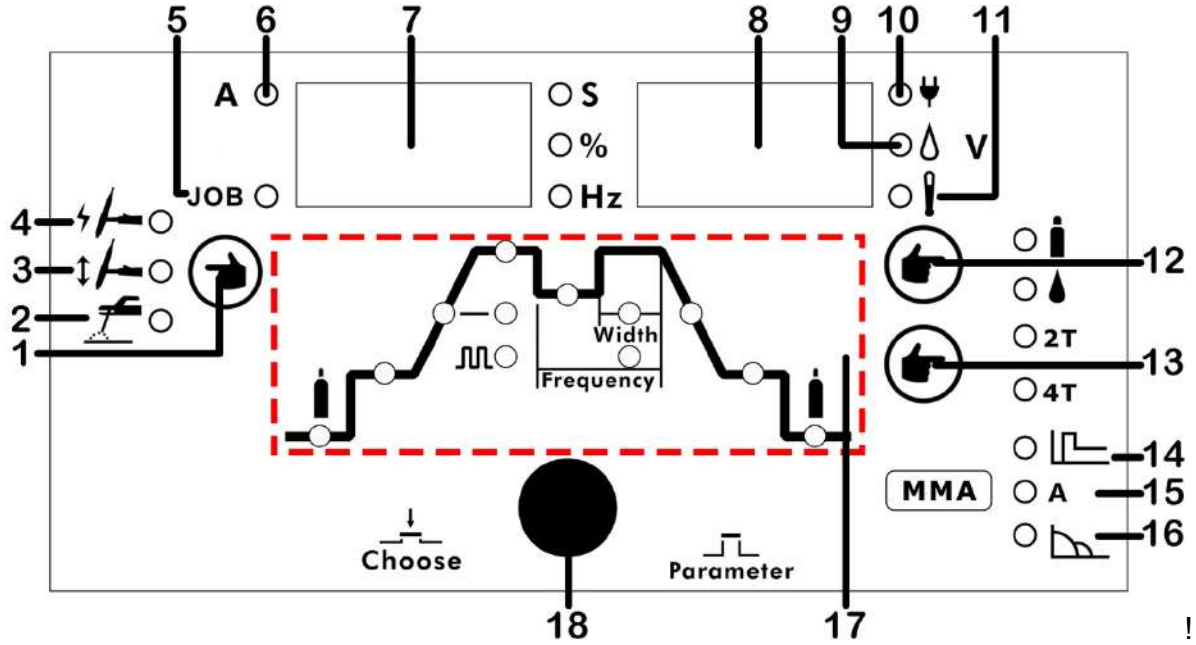 5 6 7 8 9 10 11
A S
% V
JOB Hz
4
3 12
2
1 2T 13
Width
Frequency 4T
14
MMA A 15
16
Choose Parameter
18 17 !